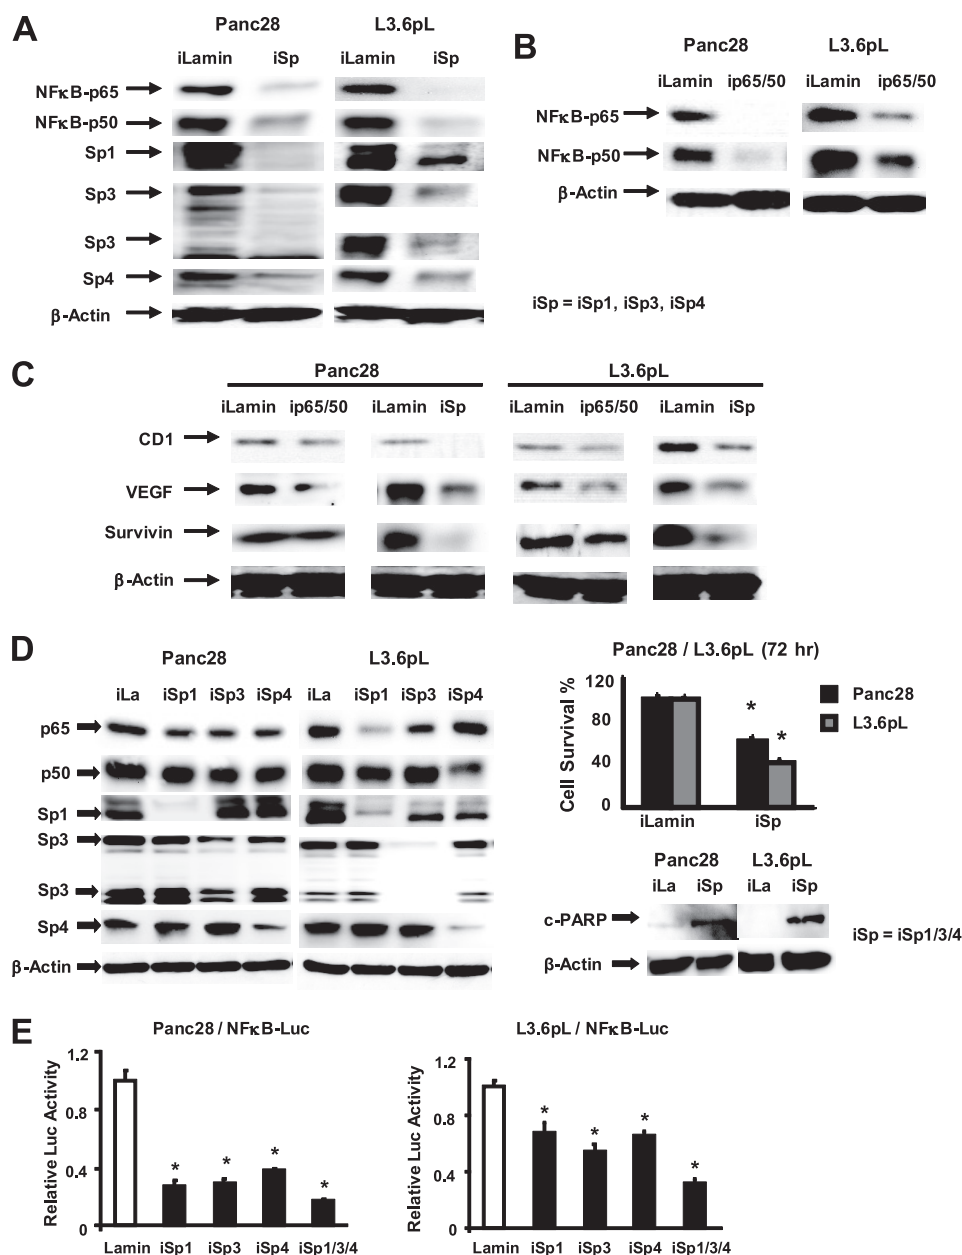 A
Panc28 L3.6pL
iLamin iSp iLamin iSp
NFκB-p65
NFκB-p50
Sp1
Sp3
Sp3
Sp4
β-Actin
B
Panc28 L3.6pL
iLamin ip65/50 iLamin ip65/50
NFκB-p65
NFκB-p50
β-Actin
iSp = iSp1, iSp3, iSp4
C
Panc28 L3.6pL
iLamin ip65/50 iLamin iSp iLamin ip65/50 iLamin iSp
CD1
VEGF
Survivin
β-Actin
D
Panc28 L3.6pL
iLa iSp1 iSp3 iSp4 iLa iSp1 iSp3 iSp4
p65
p50
Sp1
Sp3
Sp3
Sp4
β-Actin
Panc28 / L3.6pL (72 hr)
Cell Survival %
120
80
40
0
* *
iLamin iSp
Panc28
L3.6pL
Panc28 L3.6pL
iLa iSp iLa iSp
c-PARP
β-Actin
iSp = iSp1/3/4
E
Panc28 / NFκB-Luc
Relative Luc Activity
1.2
0.8
0.4
0
* * * *
Lamin iSp1 iSp3 iSp4 iSp1/3/4
L3.6pL / NFκB-Luc
Relative Luc Activity
1.2
0.8
0.4
0
* * * *
Lamin iSp1 iSp3 iSp4 iSp1/3/4